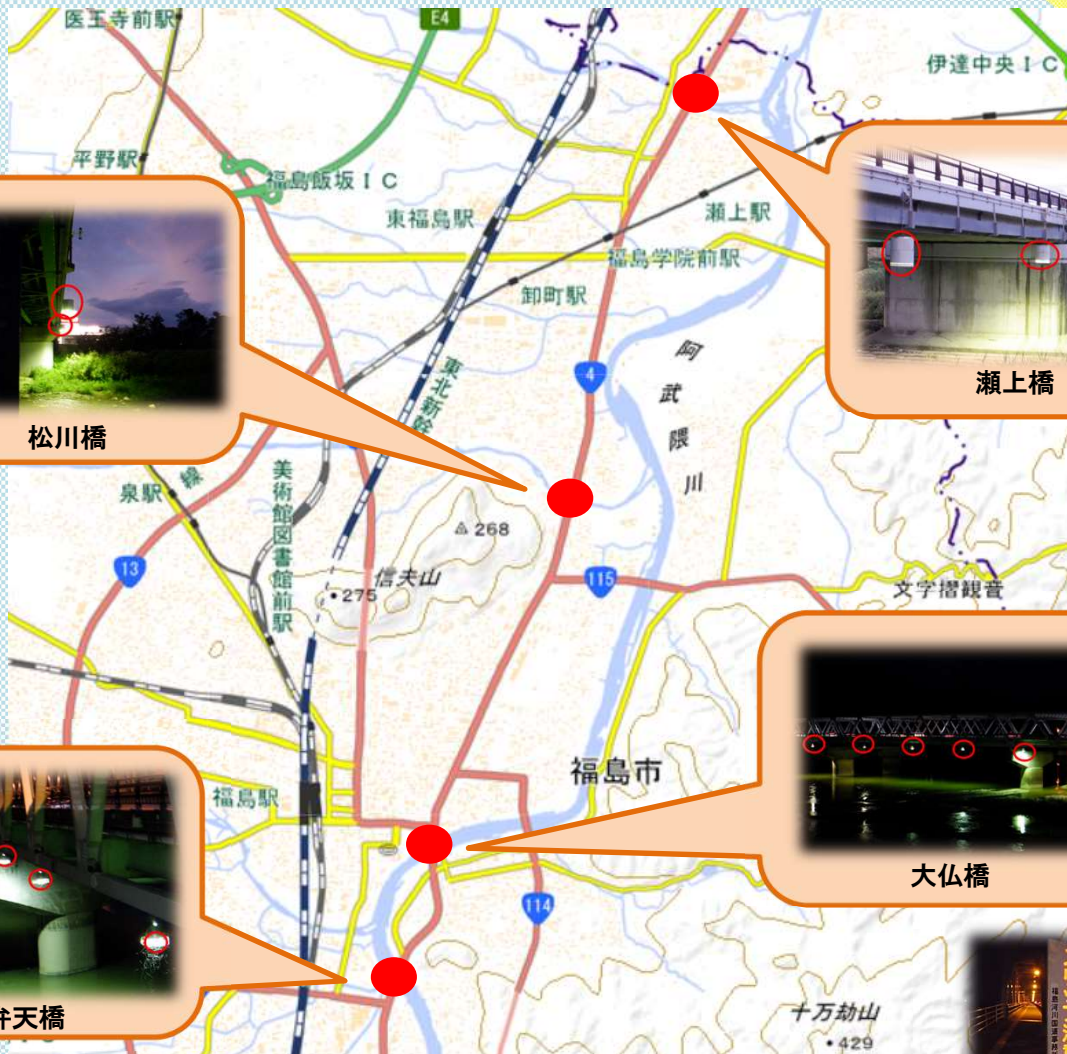 医王寺前駅
E4
伊達中央IC
平野駅
福島飯坂IC
東福島駅
瀬上駅
福島学院前駅
卸町駅
瀬上橋
松川橋
4
阿武隈川
東北新幹
泉駅
線
美術館図書館前駅
268
信夫山
275
13
115
文字摺観音
福島市
福島駅
大仏橋
114
弁天橋
十万劫山
429